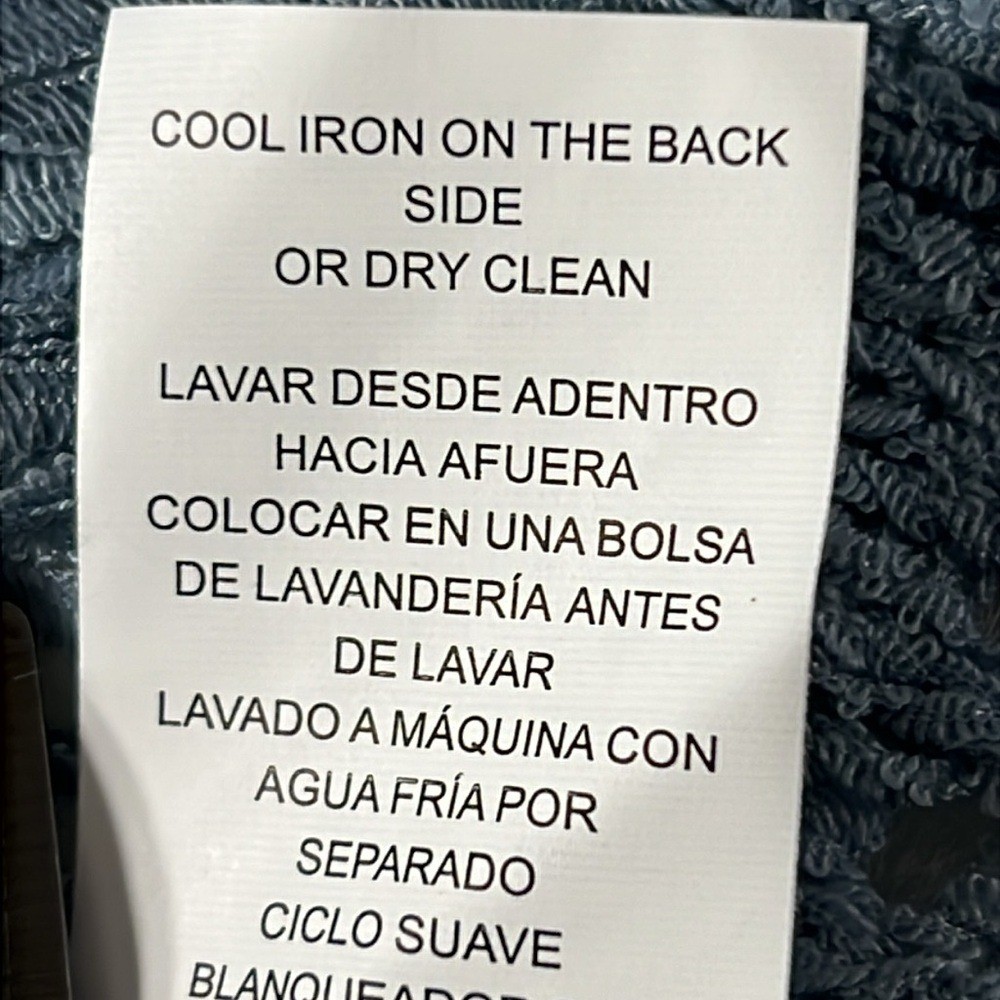 COOL IRON ON THE BACK
SIDE
OR DRY CLEAN
LAVAR DESDE ADENTRO
HACIA AFUERA
COLOCAR EN UNA BOLSA
DE LAVANDERÍA ANTES
DE LAVAR
LAVADO A MÁQUINA CON
AGUA FRÍA POR
SEPARADO
CICLO SUAVE